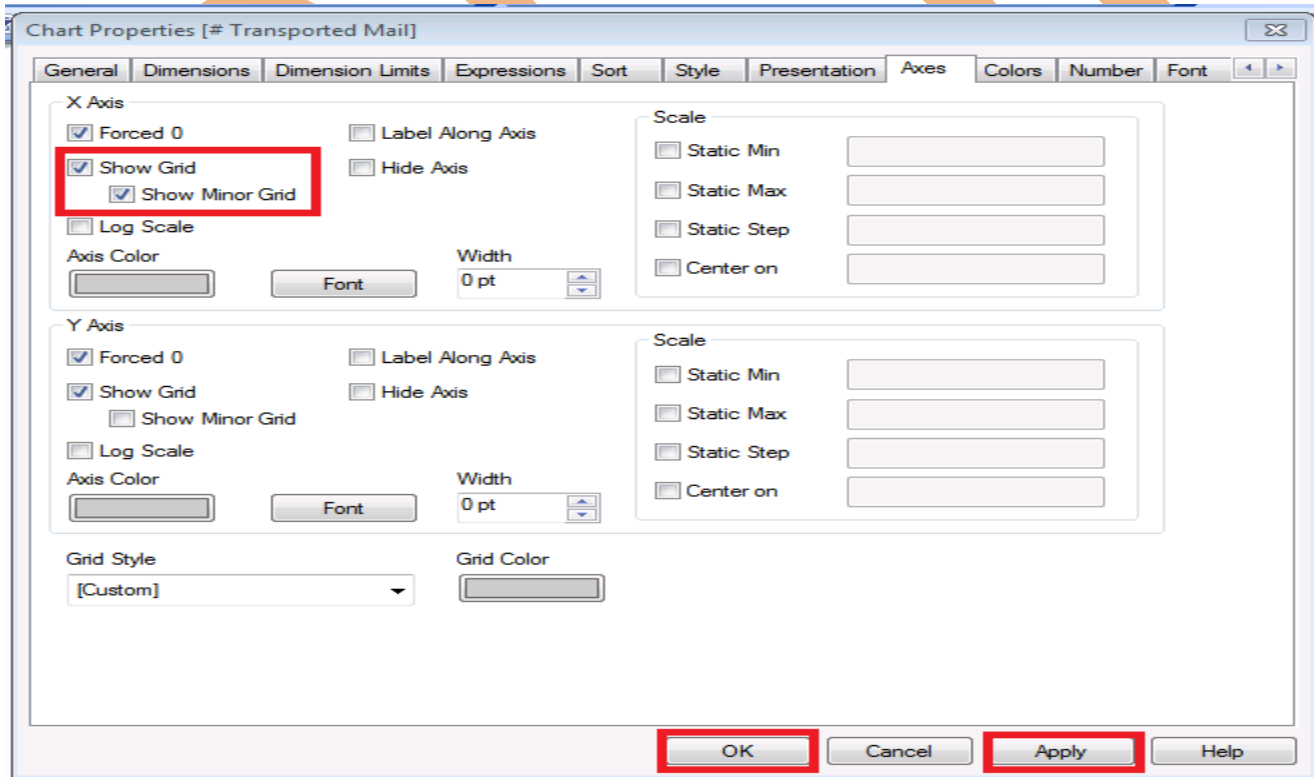 Chart Properties [# Transported Mail]
General Dimensions Dimension Limits Expressions Sort Style Presentation Axes Colors Number Font
X Axis
Scale
Forced 0 Label Along Axis
Static Min
Show Grid Hide Axis
Static Max
Show Minor Grid
Log Scale
Static Step
Axis Color Width
Center on
Font 0 pt
Y Axis
Scale
Forced 0 Label Along Axis
Static Min
Show Grid Hide Axis
Static Max
Show Minor Grid
Log Scale
Static Step
Axis Color Width
Center on
Font 0 pt
Grid Style Grid Color
[Custom]
OK Cancel Apply Help